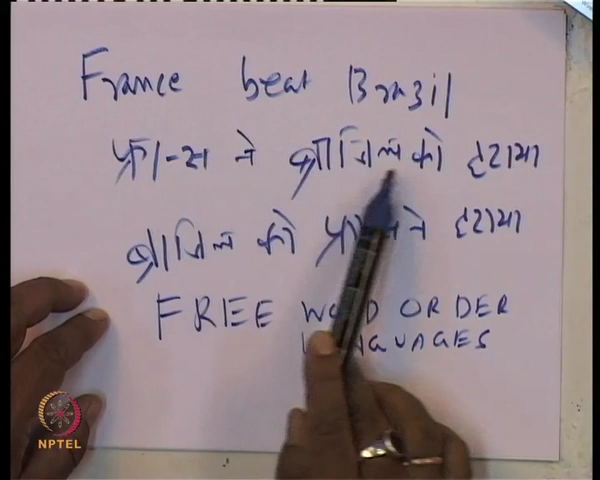 France beat Brazil
फ्रान्स ने ब्राजिल को हराया
ब्राजिल को ने हराया
FREE WORD ORDER
LANGUAGES
NPTEL